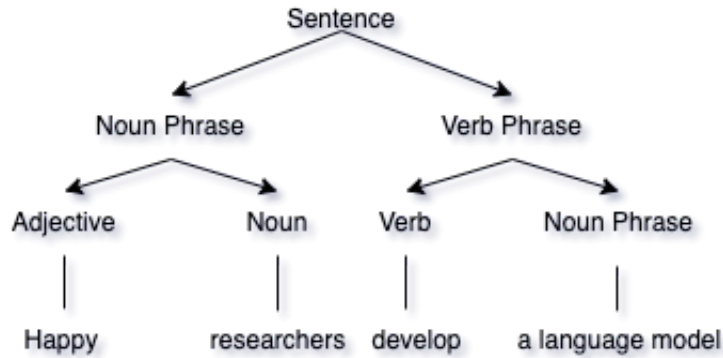 Sentence
Noun Phrase Verb Phrase
Adjective Noun Verb Noun Phrase
Happy researchers develop a language model